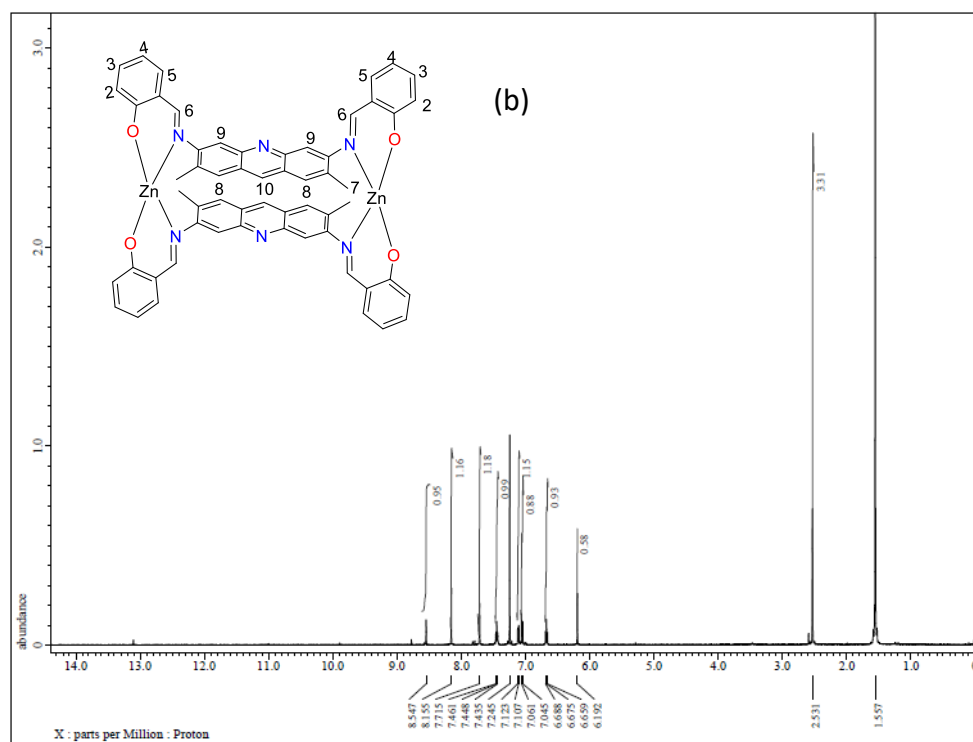 (b)
4
3
5
2
6
O
N
9
N
9
N
Zn
8
10
8
7
Zn
4
5
3
6
2
O
O
N
N
N
O
abundance
3.0
2.0
1.0
0
0.95
1.16
1.18
0.99
1.15
0.88
0.93
0.58
3.31
14.0 13.0 12.0 11.0 10.0 9.0 8.0 7.0 6.0 5.0 4.0 3.0 2.0 1.0 0
8.547
8.155
7.715
7.461
7.448
7.435
7.245
7.123
7.107
7.061
7.045
6.688
6.675
6.659
6.192
2.531
1.557
X : parts per Million : Proton